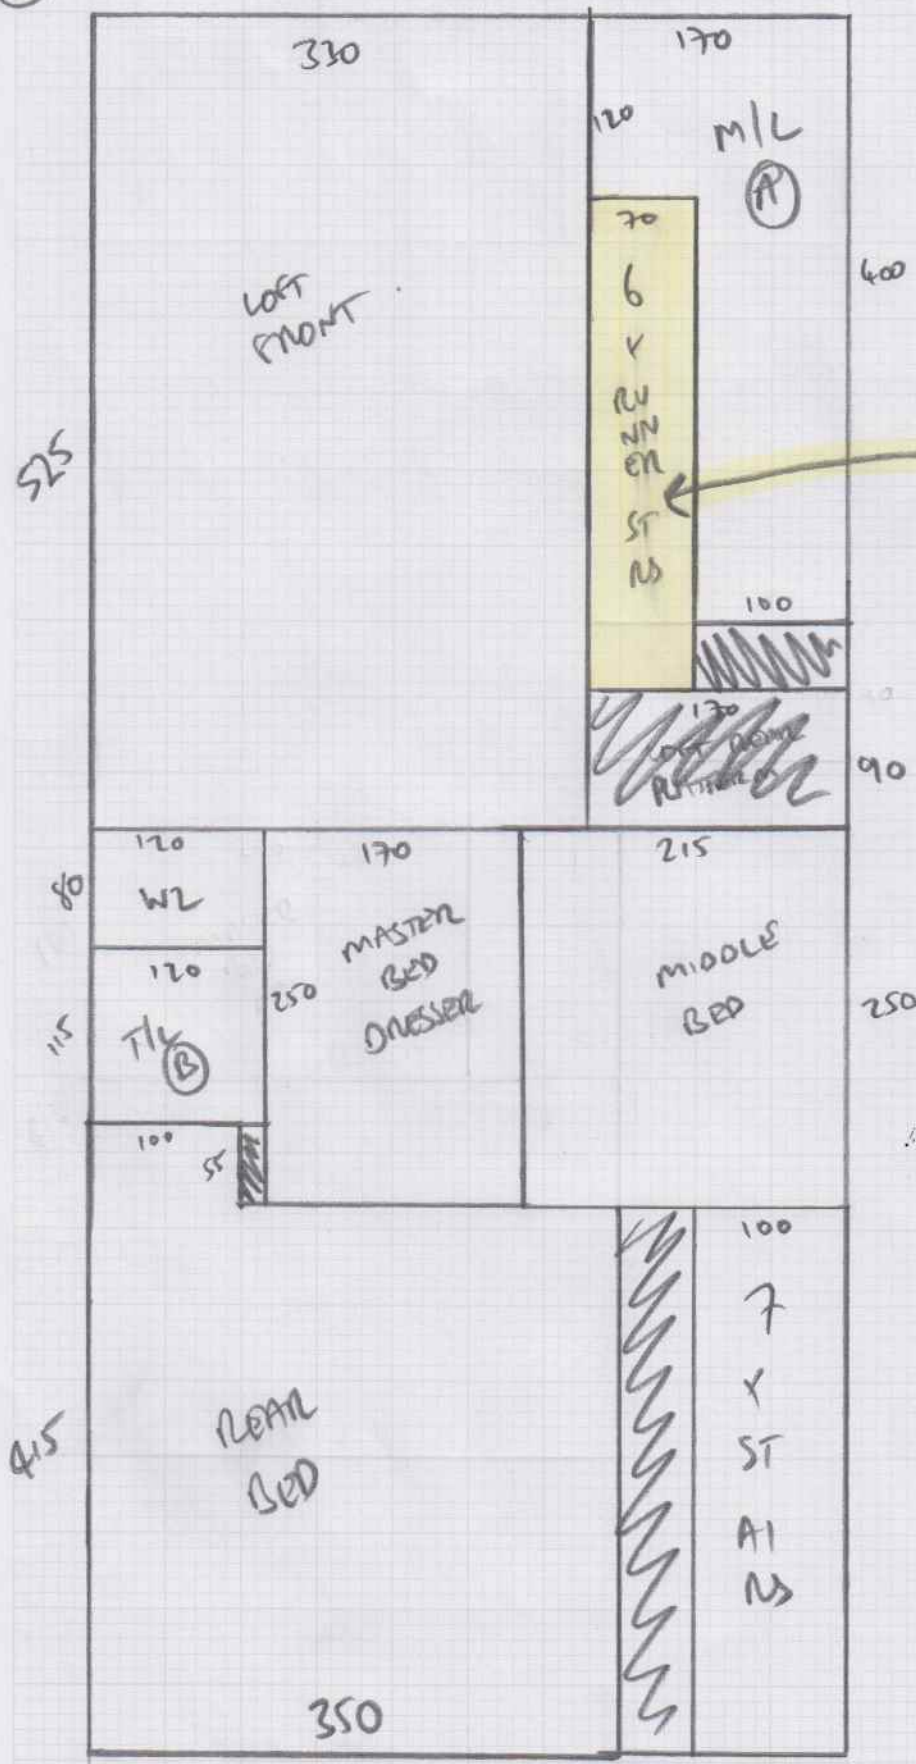 330
170
120
M/L
A
LOFT
FRONT
70
6
X
RU
NN
ER
ST
RS
400
525
100
170
90
120
WL
80
170
MASTER
BED
DRESSER
250
215
MIDDLE
BED
250
120
T/L
B
115
100
55
100
7
X
ST
AI
RS
REAR
BED
415
350